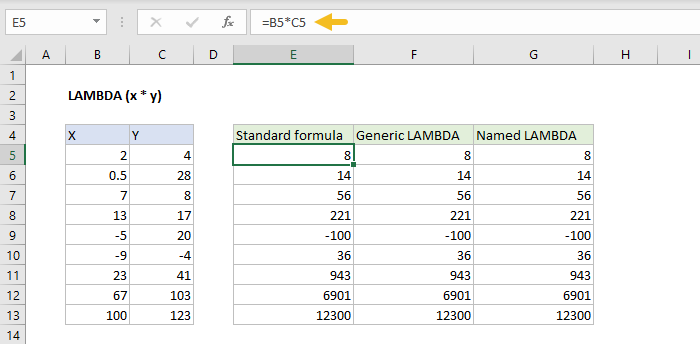 E5 fx =B5*C5
A B C D E F G H I
1
2 LAMBDA (x * y)
3
4 X Y Standard formula Generic LAMBDA Named LAMBDA
5 2 4 8 8 8
6 0.5 28 14 14 14
7 7 8 56 56 56
8 13 17 221 221 221
9 -5 20 -100 -100 -100
10 -9 -4 36 36 36
11 23 41 943 943 943
12 67 103 6901 6901 6901
13 100 123 12300 12300 12300
14